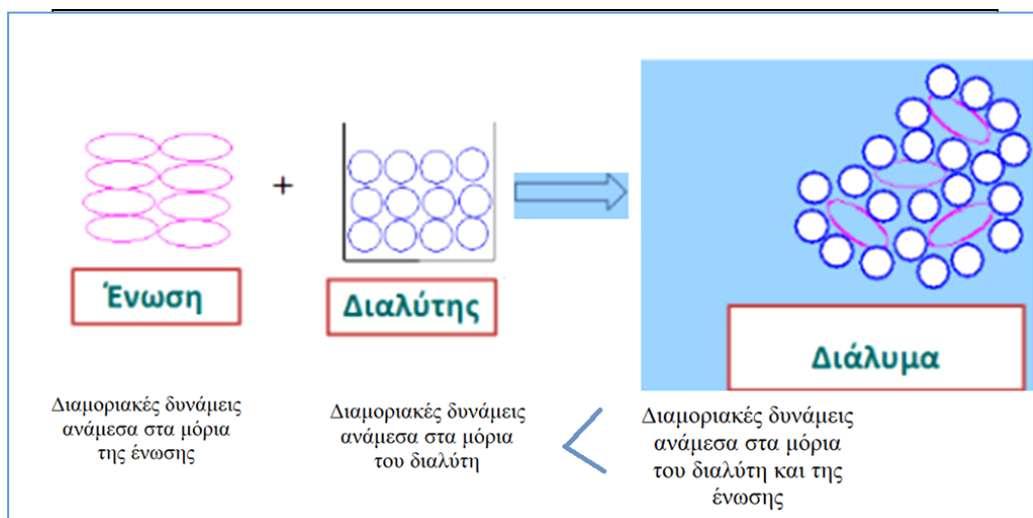 +
Ένωση
Διαλύτης
Διάλυμα
Διαμοριακές δυνάμεις
ανάμεσα στα μόρια
της ένωσης
Διαμοριακές δυνάμεις
ανάμεσα στα μόρια
του διαλύτη
<
Διαμοριακές δυνάμεις
ανάμεσα στα μόρια
του διαλύτη και της
ένωσης